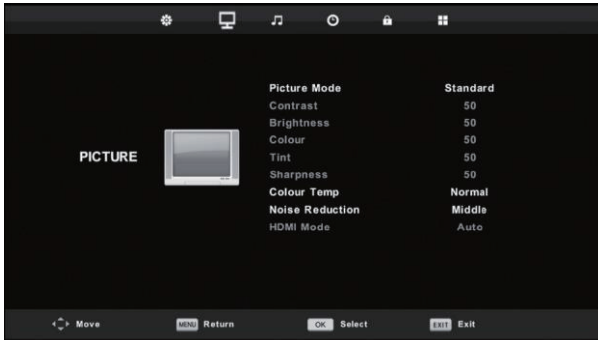 Picture Mode Standard
Contrast 50
Brightness 50
Colour 50
PICTURE
Tint 50
Sharpness 50
Colour Temp Normal
Noise Reduction Middle
HDMI Mode Auto
Move MENU Return OK Select EXIT Exit